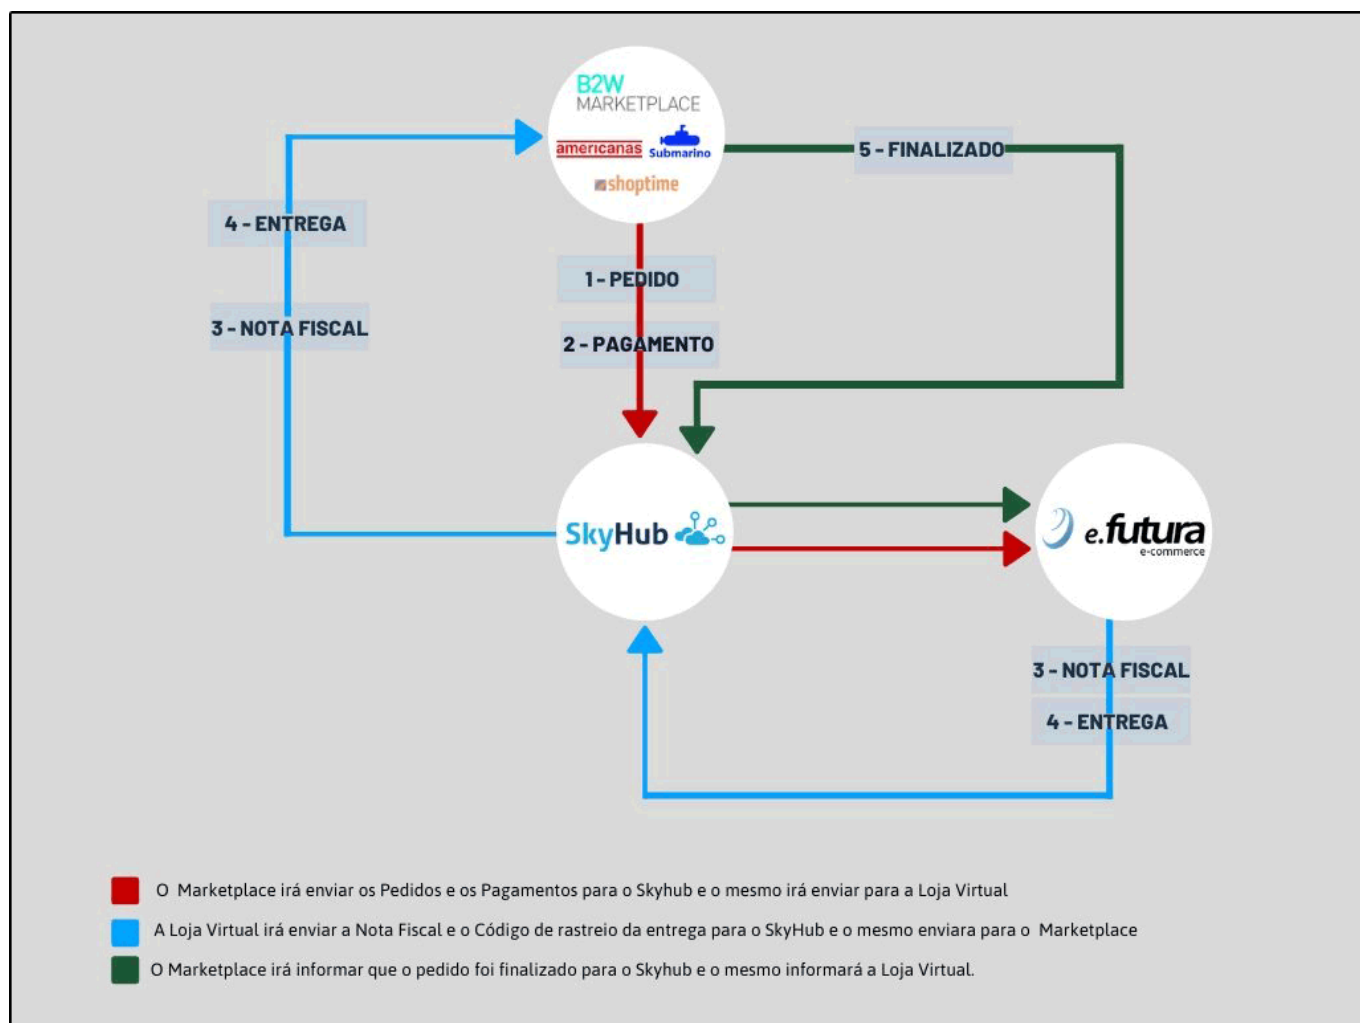 B2W
MARKETPLACE
americanas
Submarino
shoptime
5 - FINALIZADO
4 - ENTREGA
1 - PEDIDO
3 - NOTA FISCAL
2 - PAGAMENTO
SkyHub
e.futura
e-commerce
3 - NOTA FISCAL
4 - ENTREGA
O Marketplace irá enviar os Pedidos e os Pagamentos para o Skyhub e o mesmo irá enviar para a Loja Virtual
A Loja Virtual irá enviar a Nota Fiscal e o Código de rastreio da entrega para o SkyHub e o mesmo enviara para o Marketplace
O Marketplace irá informar que o pedido foi finalizado para o Skyhub e o mesmo informará a Loja Virtual.